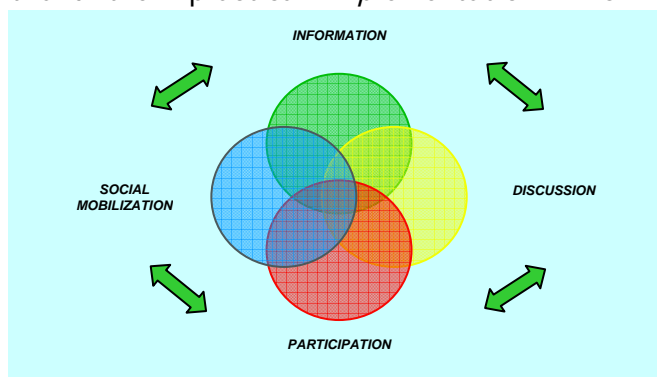 INFORMATION
SOCIAL
MOBILIZATION
DISCUSSION
PARTICIPATION